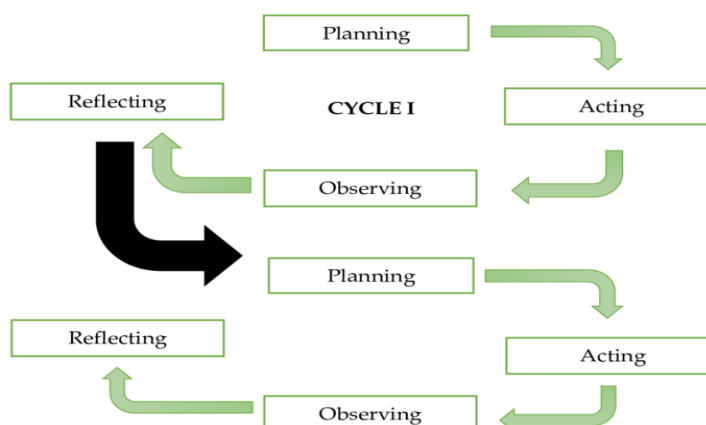 Planning
Reflecting
CYCLE I
Acting
Observing
Planning
Reflecting
Acting
Observing